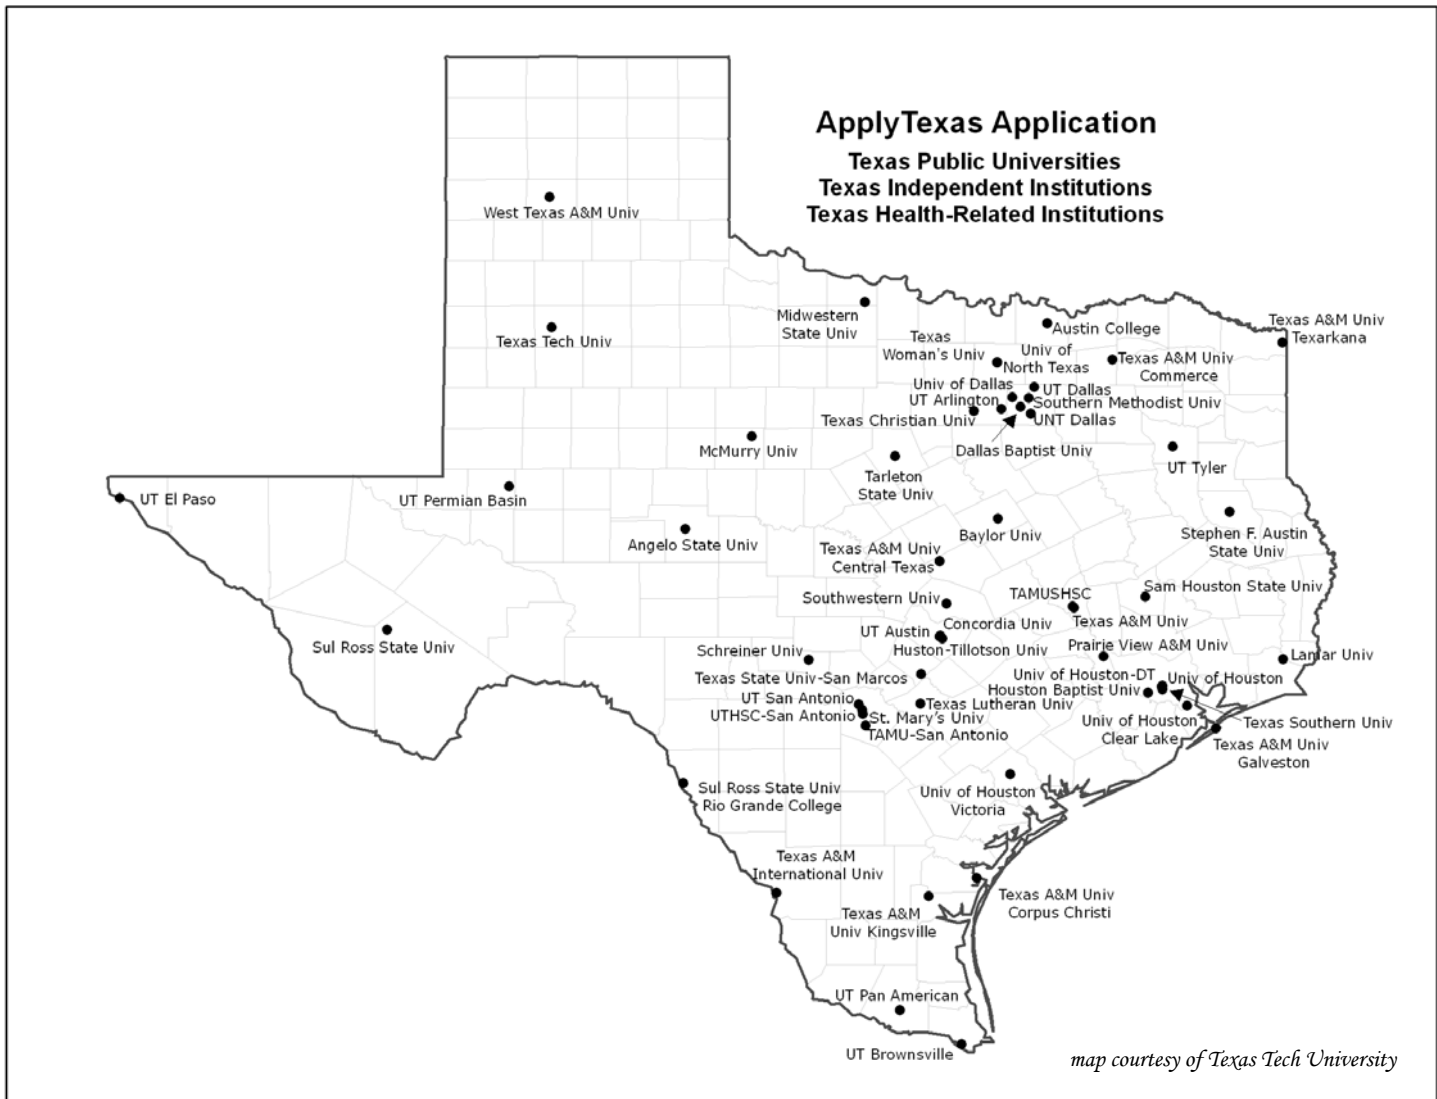 ApplyTexas Application
Texas Public Universities
Texas Independent Institutions
Texas Health-Related Institutions
West Texas A&M Univ
Texas Tech Univ
Midwestern
State Univ
Austin College
Texas A&M Univ
Texarkana
Texas
Woman's Univ
Univ of
North Texas
Texas A&M Univ
Commerce
Univ of Dallas
UT Dallas
UT Arlington
Southern Methodist Univ
Texas Christian Univ
UNT Dallas
Dallas Baptist Univ
McMurry Univ
UT Tyler
Tarleton
State Univ
UT El Paso
UT Permian Basin
Angelo State Univ
Baylor Univ
Stephen F. Austin
State Univ
Texas A&M Univ
Central Texas
Sam Houston State Univ
TAMUSHSC
Southwestern Univ
Texas A&M Univ
Concordia Univ
UT Austin
Huston-Tillotson Univ
Prairie View A&M Univ
Sul Ross State Univ
Schreiner Univ
Lamar Univ
Texas State Univ-San Marcos
Univ of Houston-DT
Univ of Houston
Houston Baptist Univ
UT San Antonio
Texas Lutheran Univ
UTHSC-San Antonio
St. Mary's Univ
Univ of Houston
Clear Lake
Texas Southern Univ
TAMU-San Antonio
Texas A&M Univ
Galveston
Sul Ross State Univ
Rio Grande College
Univ of Houston
Victoria
Texas A&M
International Univ
Texas A&M Univ
Corpus Christi
Texas A&M
Univ Kingsville
UT Pan American
UT Brownsville
map courtesy of Texas Tech University